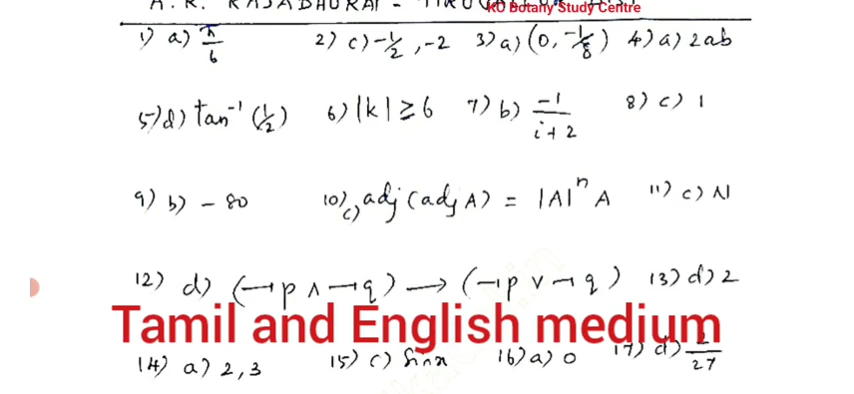 A. R. RAJADHURAI -
KO Botany Study Centre
1) a) π/6 2) c) -1/2, -2 3) a) (0, -1/8) 4) a) 2ab
5) d) tan⁻¹ (1/2) 6) |k| ≥ 6 7) b) -1/(i+2) 8) c) 1
9) b) - 80 10) c) adj (adj A) = |A|ⁿ A 11) c) N
12) d) (¬p ∧ ¬q) → (¬p ∨ ¬q) 13) d) 2
Tamil and English medium
14) a) 2, 3 15) c) sin x 16) a) 0 17) d) 2/27